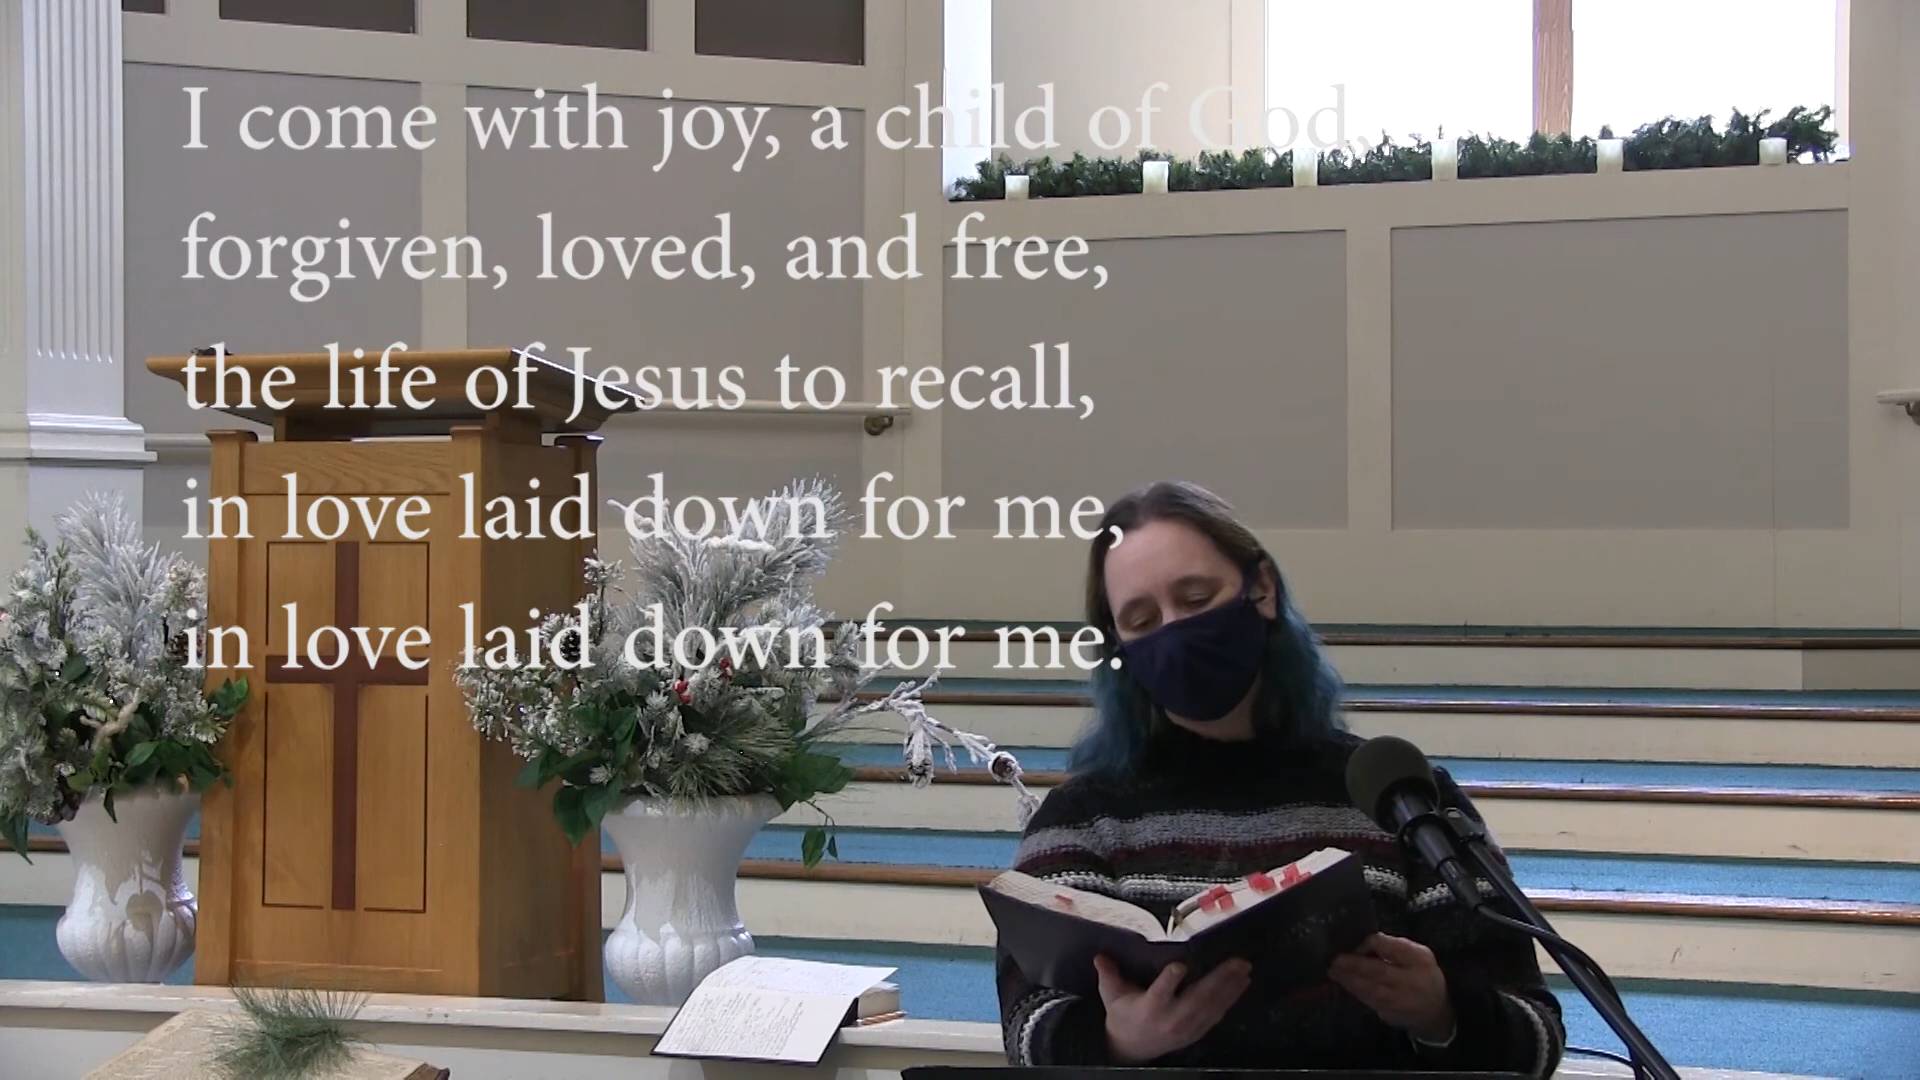 I come with joy, a child of God,
forgiven, loved, and free,
the life of Jesus to recall,
in love laid down for me,
in love laid down for me.